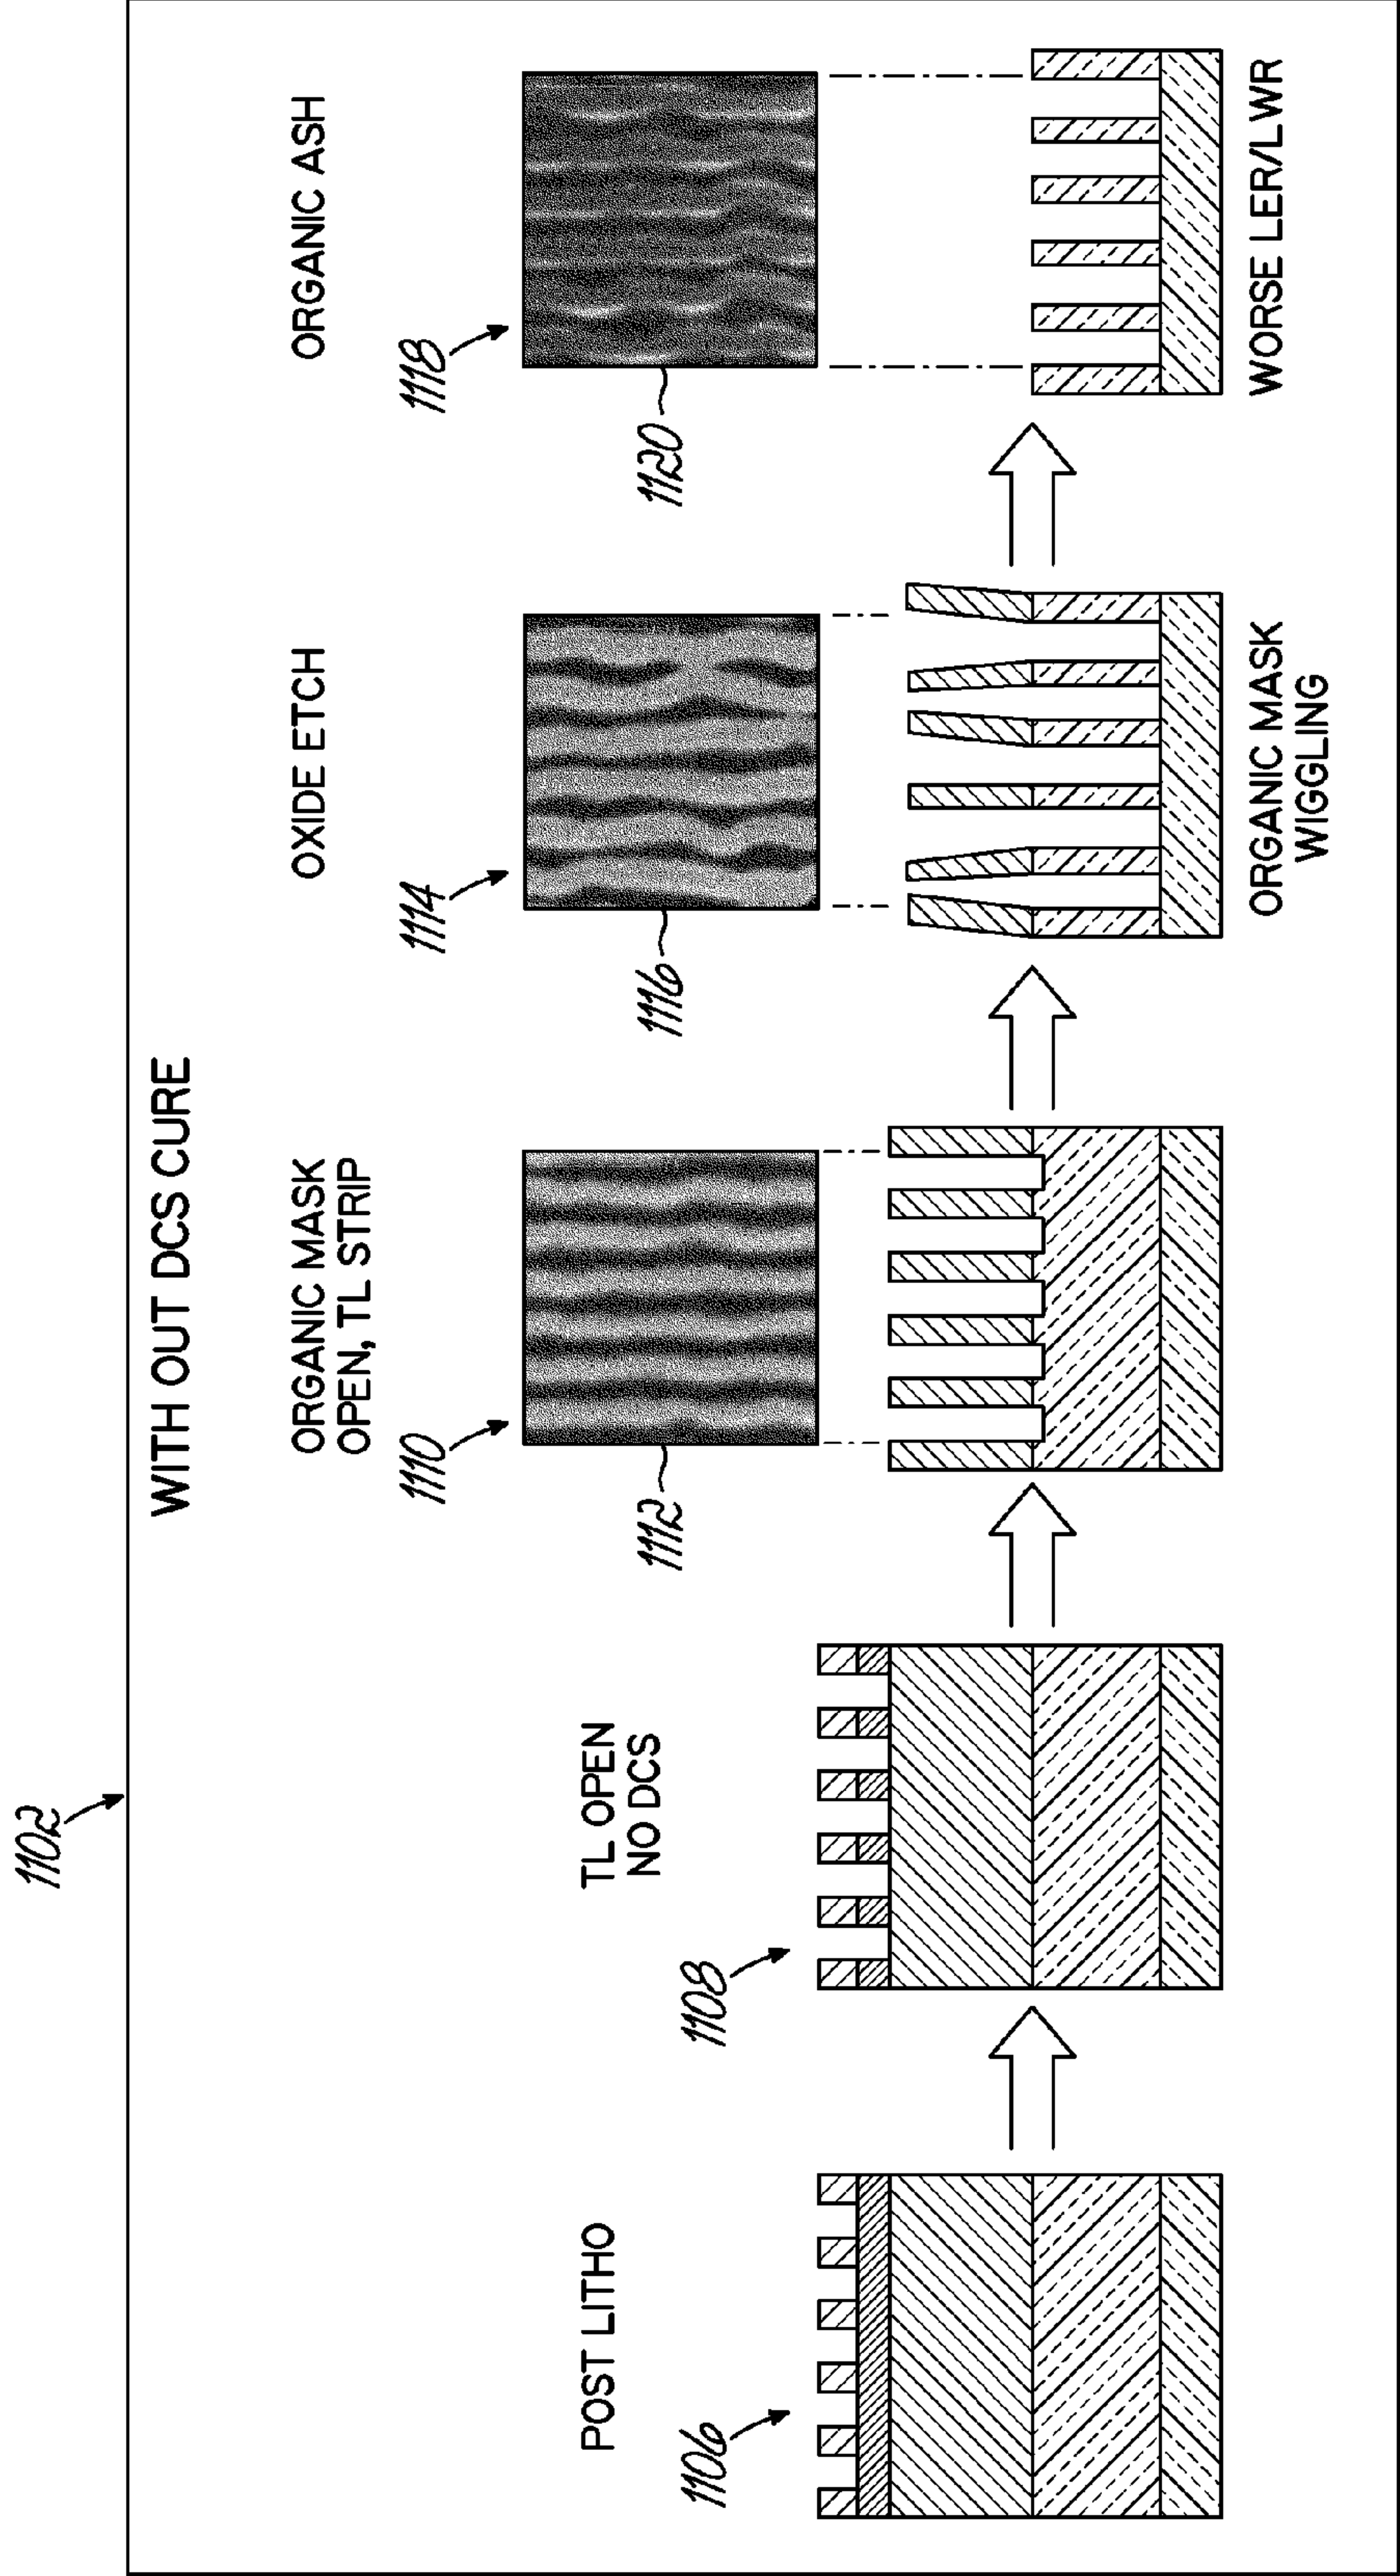 1102
WITH OUT DCS CURE
POST LITHO
1106
TL OPEN
NO DCS
1108
ORGANIC MASK
OPEN, TL STRIP
1110
1112
OXIDE ETCH
1114
1116
ORGANIC MASK
WIGGLING
ORGANIC ASH
1118
1120
WORSE LER/LWR